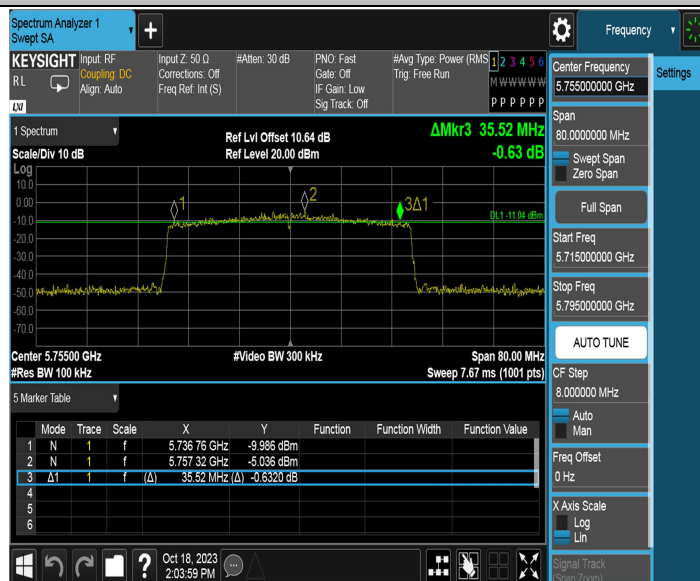 Spectrum Analyzer 1
Swept SA
Frequency
KEYSIGHT
RL
LXI
Input: RF
Coupling: DC
Align: Auto
Input Z: 50 Ω
Corrections: Off
Freq Ref: Int (S)
#Atten: 30 dB
PNO: Fast
Gate: Off
IF Gain: Low
Sig Track: Off
#Avg Type: Power (RMS
Trig: Free Run
1 2 3 4 5 6
M W W W W W
P P P P P P
1 Spectrum
Scale/Div 10 dB
Ref Lvl Offset 10.64 dB
Ref Level 20.00 dBm
ΔMkr3 35.52 MHz
-0.63 dB
Log
10.0
0.00
-10.0
-20.0
-30.0
-40.0
-50.0
-60.0
-70.0
1
2
3Δ1
DL1 -11.04 dBm
Center 5.75500 GHz
#Res BW 100 kHz
#Video BW 300 kHz
Span 80.00 MHz
Sweep 7.67 ms (1001 pts)
5 Marker Table
Mode Trace Scale X Y Function Function Width Function Value
1 N 1 f 5.736 76 GHz -9.986 dBm
2 N 1 f 5.757 32 GHz -5.036 dBm
3 Δ1 1 f (Δ) 35.52 MHz (Δ) -0.6320 dB
4
5
6
Oct 18, 2023
2:03:59 PM
?
Center Frequency
5.755000000 GHz
Settings
Span
80.0000000 MHz
Swept Span
Zero Span
Full Span
Start Freq
5.715000000 GHz
Stop Freq
5.795000000 GHz
AUTO TUNE
CF Step
8.000000 MHz
Auto
Man
Freq Offset
0 Hz
X Axis Scale
Log
Lin
Signal Track
(Span Zoom)